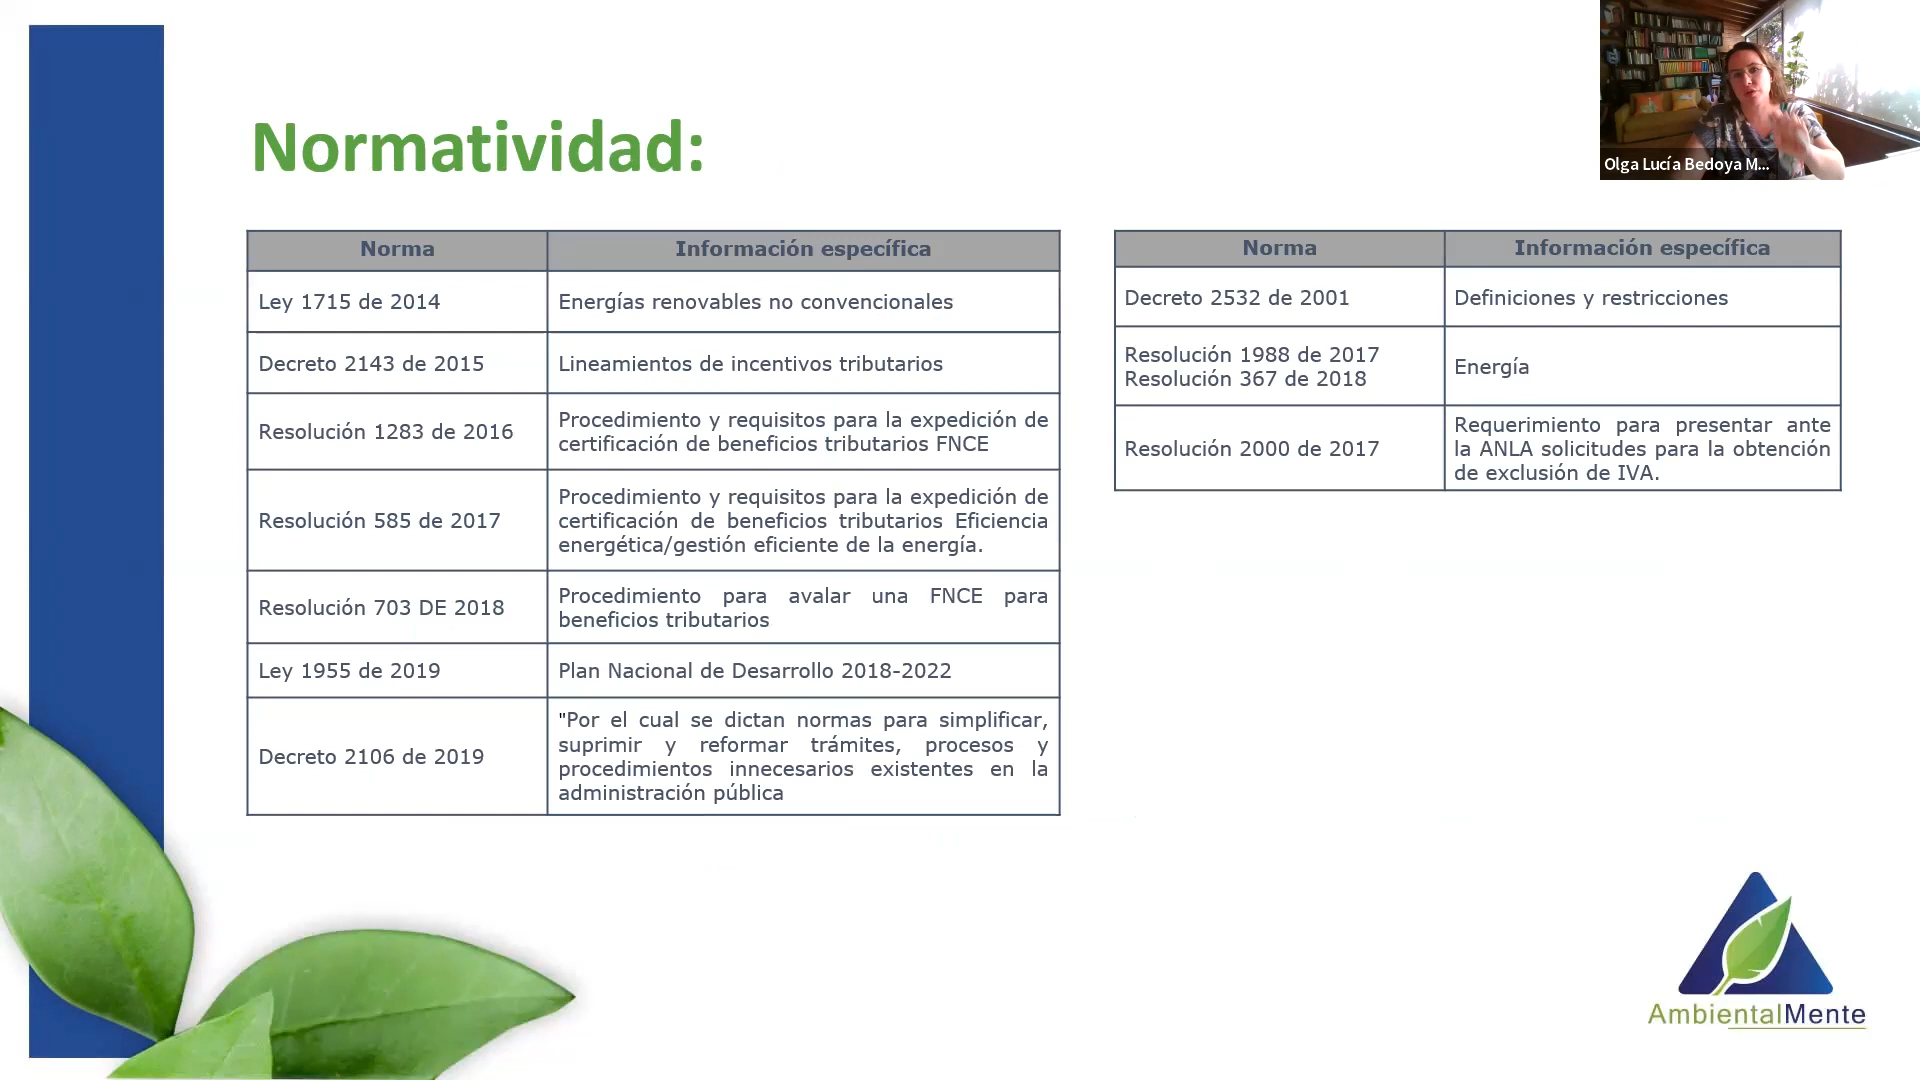 Olga Lucía Bedoya M...
Normatividad:
Norma
Información específica
Ley 1715 de 2014
Energías renovables no convencionales
Decreto 2143 de 2015
Lineamientos de incentivos tributarios
Resolución 1283 de 2016
Procedimiento y requisitos para la expedición de
certificación de beneficios tributarios FNCE
Resolución 585 de 2017
Procedimiento y requisitos para la expedición de
certificación de beneficios tributarios Eficiencia
energética/gestión eficiente de la energía.
Resolución 703 DE 2018
Procedimiento para avalar una FNCE para
beneficios tributarios
Ley 1955 de 2019
Plan Nacional de Desarrollo 2018-2022
Decreto 2106 de 2019
"Por el cual se dictan normas para simplificar,
suprimir y reformar trámites, procesos y
procedimientos innecesarios existentes en la
administración pública
Norma
Información específica
Decreto 2532 de 2001
Definiciones y restricciones
Resolución 1988 de 2017
Resolución 367 de 2018
Energía
Resolución 2000 de 2017
Requerimiento para presentar ante
la ANLA solicitudes para la obtención
de exclusión de IVA.
AmbientalMente